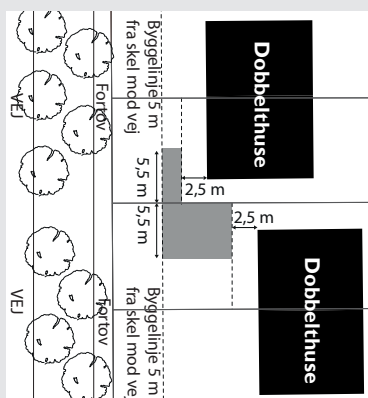 VEJ
Fortov
Byggelinje 5 m
fra skel mod vej
Dobbelthuse
5,5 m
2,5 m
5,5 m
2,5 m
Dobbelthuse
VEJ
Fortov
Byggelinje 5 m
fra skel mod vej